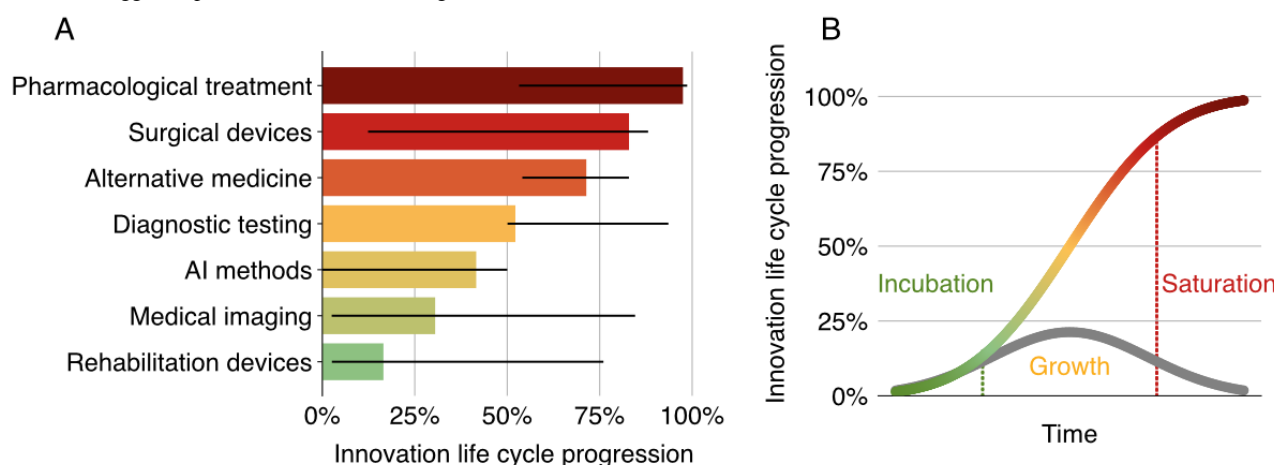 A
Pharmacological treatment
Surgical devices
Alternative medicine
Diagnostic testing
AI methods
Medical imaging
Rehabilitation devices
0% 25% 50% 75% 100%
Innovation life cycle progression
B
Innovation life cycle progression
100%
75%
50%
25%
0%
Incubation
Growth
Saturation
Time